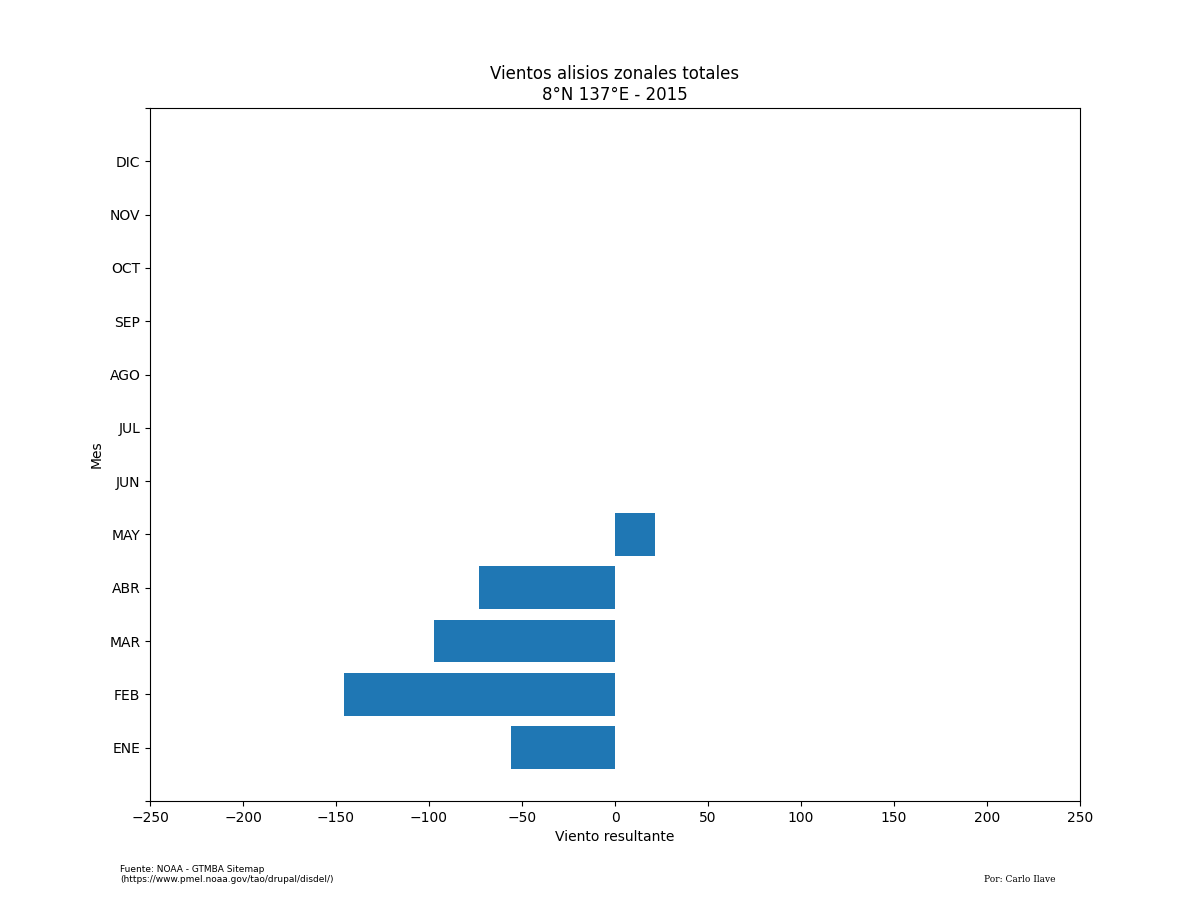 Vientos alisios zonales totales
8°N 137°E - 2015
DIC
NOV
OCT
SEP
AGO
JUL
Mes
JUN
MAY
ABR
MAR
FEB
ENE
−250 −200 −150 −100 −50 0 50 100 150 200 250
Viento resultante
Fuente: NOAA - GTMBA Sitemap
(https://www.pmel.noaa.gov/tao/drupal/disdel/)
Por: Carlo Ilave